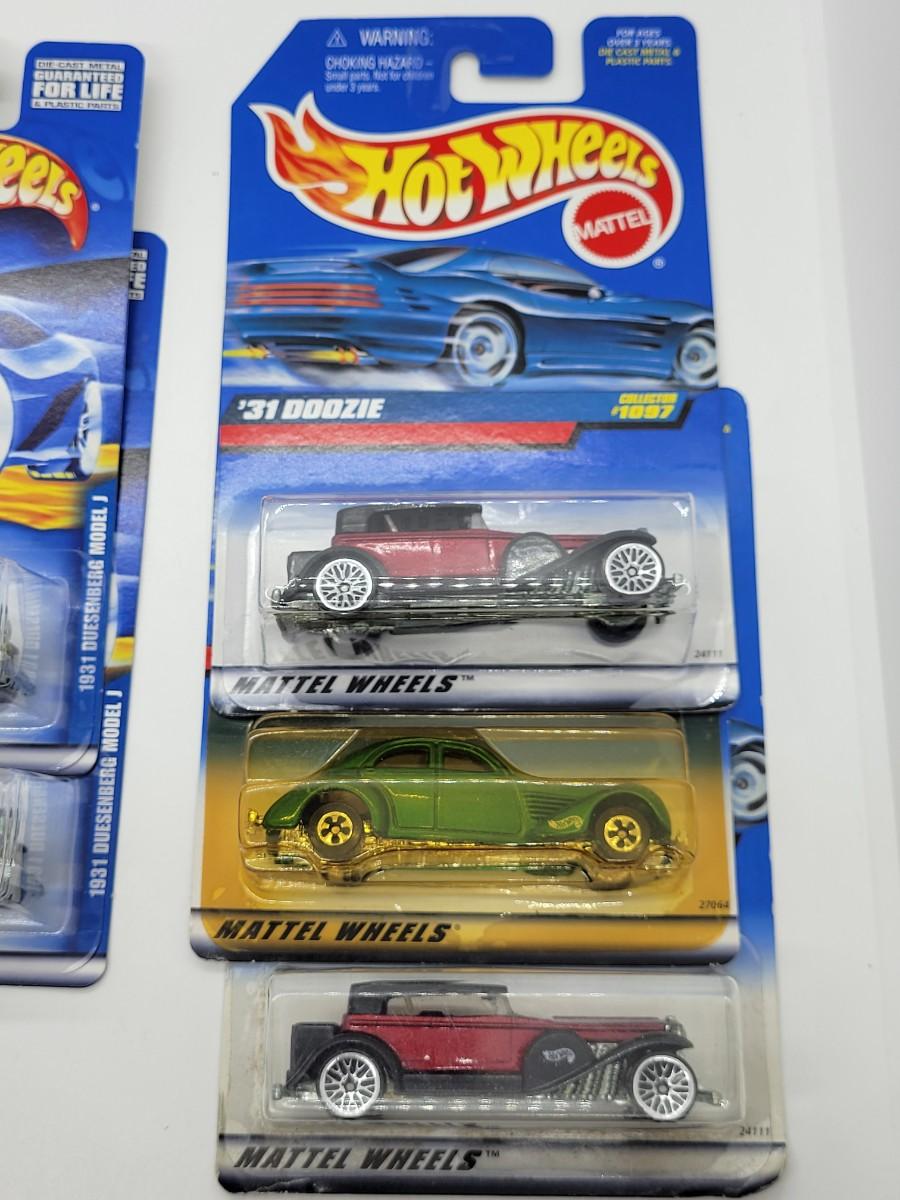 DIE-CAST METAL
GUARANTEED
FOR LIFE
& PLASTIC PARTS
1931 DUESENBERG MODEL J
1931 DUESENBERG MODEL J
⚠ WARNING:
CHOKING HAZARD –
Small parts. Not for children
under 3 years.
FOR AGES
OVER 3 YEARS
DIE CAST METAL &
PLASTIC PARTS
HOT WHEELS
MATTEL
®
'31 DOOZIE
COLLECTOR
#1097
24111
MATTEL WHEELS™
27064
MATTEL WHEELS®
24111
MATTEL WHEELS™